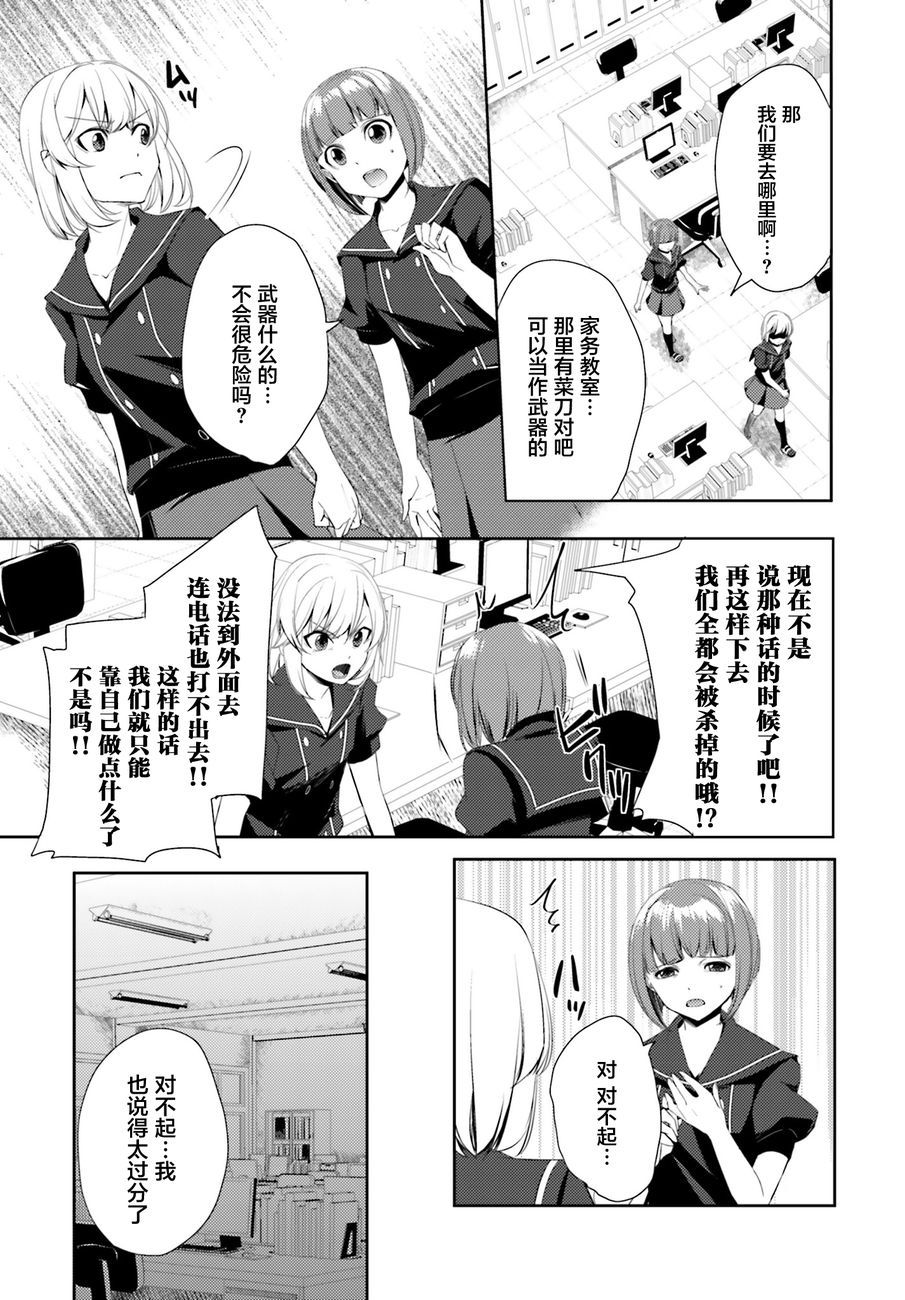 那
我们要去哪里啊…?
家务教室…
那里有菜刀对吧
可以当作武器的
武器什么的…
不会很危险吗?
现在不是
说那种话的时候了吧!!
再这样下去
我们全都会被杀掉的哦!?
没法到外面去
连电话也打不出去!!
这样的话
我们就只能
靠自己做点什么了
不是吗!!
对 对不起…
对不起…我
也说得太过分了